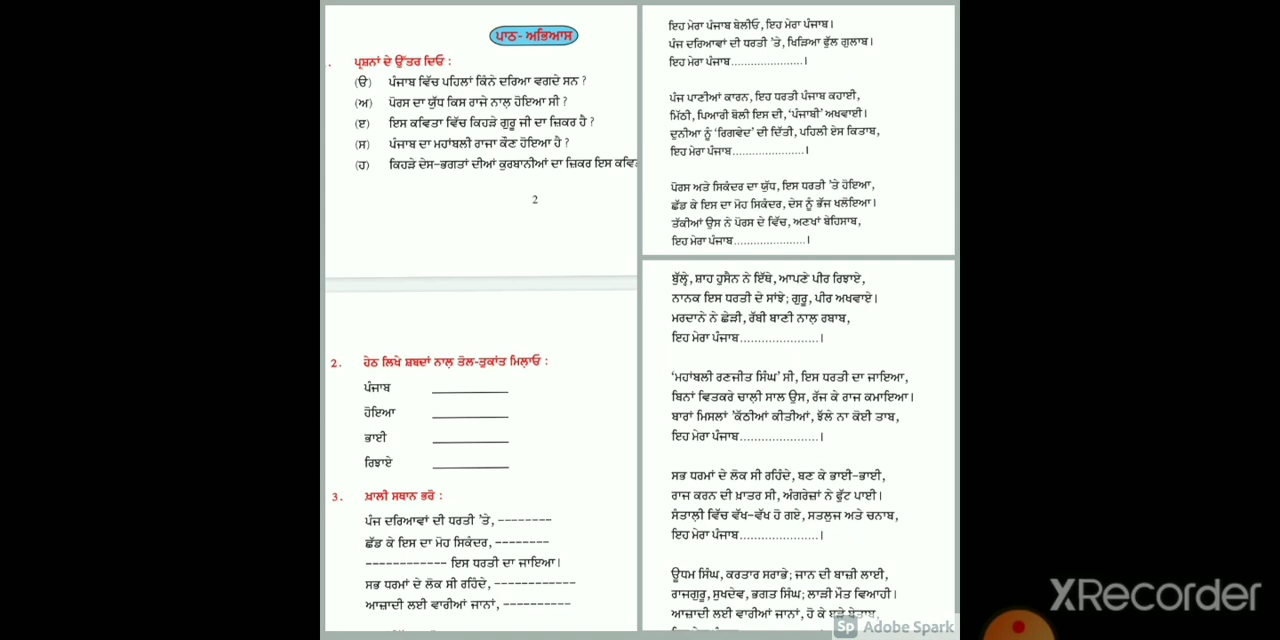 ਪਾਠ- ਅਭਿਆਸ
ਪ੍ਰਸ਼ਨਾਂ ਦੇ ਉੱਤਰ ਦਿਓ :
(ੳ) ਪੰਜਾਬ ਵਿੱਚ ਪਹਿਲਾਂ ਕਿੰਨੇ ਦਰਿਆ ਵਗਦੇ ਸਨ ?
(ਅ) ਪੋਰਸ ਦਾ ਯੁੱਧ ਕਿਸ ਰਾਜੇ ਨਾਲ਼ ਹੋਇਆ ਸੀ ?
(ੲ) ਇਸ ਕਵਿਤਾ ਵਿੱਚ ਕਿਹੜੇ ਗੁਰੂ ਜੀ ਦਾ ਜ਼ਿਕਰ ਹੈ ?
(ਸ) ਪੰਜਾਬ ਦਾ ਮਹਾਂਬਲੀ ਰਾਜਾ ਕੌਣ ਹੋਇਆ ਹੈ ?
(ਹ) ਕਿਹੜੇ ਦੇਸ-ਭਗਤਾਂ ਦੀਆਂ ਕੁਰਬਾਨੀਆਂ ਦਾ ਜ਼ਿਕਰ ਇਸ
2
2. ਹੇਠ ਲਿਖੇ ਸ਼ਬਦਾਂ ਨਾਲ਼ ਤੋਲ-ਤੁਕਾਂਤ ਮਿਲਾਓ :
ਪੰਜਾਬ ________
ਹੋਇਆ ________
ਭਾਈ ________
ਰਿਝਾਏ ________
3. ਖ਼ਾਲੀ ਸਥਾਨ ਭਰੋ :
ਪੰਜ ਦਰਿਆਵਾਂ ਦੀ ਧਰਤੀ 'ਤੇ, --------
ਛੱਡ ਕੇ ਇਸ ਦਾ ਮੋਹ ਸਿਕੰਦਰ, --------
------------ ਇਸ ਧਰਤੀ ਦਾ ਜਾਇਆ।
ਸਭ ਧਰਮਾਂ ਦੇ ਲੋਕ ਸੀ ਰਹਿੰਦੇ, ------------
ਆਜ਼ਾਦੀ ਲਈ ਵਾਰੀਆਂ ਜਾਨਾਂ, ----------
ਇਹ ਮੇਰਾ ਪੰਜਾਬ ਬੇਲੀਓ, ਇਹ ਮੇਰਾ ਪੰਜਾਬ।
ਪੰਜ ਦਰਿਆਵਾਂ ਦੀ ਧਰਤੀ 'ਤੇ, ਖਿੜਿਆ ਫੁੱਲ ਗੁਲਾਬ।
ਇਹ ਮੇਰਾ ਪੰਜਾਬ......................।
ਪੰਜ ਪਾਣੀਆਂ ਕਾਰਨ, ਇਹ ਧਰਤੀ ਪੰਜਾਬ ਕਹਾਈ,
ਮਿੱਠੀ, ਪਿਆਰੀ ਬੋਲੀ ਇਸ ਦੀ, 'ਪੰਜਾਬੀ' ਅਖਵਾਈ।
ਦੁਨੀਆ ਨੂੰ 'ਰਿਗਵੇਦ' ਦੀ ਦਿੱਤੀ, ਪਹਿਲੀ ਏਸ ਕਿਤਾਬ,
ਇਹ ਮੇਰਾ ਪੰਜਾਬ......................।
ਪੋਰਸ ਅਤੇ ਸਿਕੰਦਰ ਦਾ ਯੁੱਧ, ਇਸ ਧਰਤੀ 'ਤੇ ਹੋਇਆ,
ਛੱਡ ਕੇ ਇਸ ਦਾ ਮੋਹ ਸਿਕੰਦਰ, ਦੇਸ ਨੂੰ ਭੱਜ ਖਲੋਇਆ।
ਤੱਕੀਆਂ ਉਸ ਨੇ ਪੋਰਸ ਦੇ ਵਿੱਚ, ਅਣਖਾਂ ਬੇਹਿਸਾਬ,
ਇਹ ਮੇਰਾ ਪੰਜਾਬ......................।
ਬੁੱਲ੍ਹੇ, ਸ਼ਾਹ ਹੁਸੈਨ ਨੇ ਇੱਥੇ, ਆਪਣੇ ਪੀਰ ਰਿਝਾਏ,
ਨਾਨਕ ਇਸ ਧਰਤੀ ਦੇ ਸਾਂਝੇ; ਗੁਰੂ, ਪੀਰ ਅਖਵਾਏ।
ਮਰਦਾਨੇ ਨੇ ਛੇੜੀ, ਰੱਬੀ ਬਾਣੀ ਨਾਲ਼ ਰਬਾਬ,
ਇਹ ਮੇਰਾ ਪੰਜਾਬ......................।
'ਮਹਾਂਬਲੀ ਰਣਜੀਤ ਸਿੰਘ' ਸੀ, ਇਸ ਧਰਤੀ ਦਾ ਜਾਇਆ,
ਬਿਨਾਂ ਵਿਤਕਰੇ ਚਾਲ਼ੀ ਸਾਲ ਉਸ, ਰੱਜ ਕੇ ਰਾਜ ਕਮਾਇਆ।
ਬਾਰਾਂ ਮਿਸਲਾਂ 'ਕੱਠੀਆਂ ਕੀਤੀਆਂ, ਝੱਲੇ ਨਾ ਕੋਈ ਤਾਬ,
ਇਹ ਮੇਰਾ ਪੰਜਾਬ......................।
ਸਭ ਧਰਮਾਂ ਦੇ ਲੋਕ ਸੀ ਰਹਿੰਦੇ, ਬਣ ਕੇ ਭਾਈ-ਭਾਈ,
ਰਾਜ ਕਰਨ ਦੀ ਖ਼ਾਤਰ ਸੀ, ਅੰਗਰੇਜ਼ਾਂ ਨੇ ਫੁੱਟ ਪਾਈ।
ਸੰਤਾਲ਼ੀ ਵਿੱਚ ਵੱਖ-ਵੱਖ ਹੋ ਗਏ, ਸਤਲੁਜ ਅਤੇ ਚਨਾਬ,
ਇਹ ਮੇਰਾ ਪੰਜਾਬ......................।
ਊਧਮ ਸਿੰਘ, ਕਰਤਾਰ ਸਰਾਭੇ; ਜਾਨ ਦੀ ਬਾਜ਼ੀ ਲਾਈ,
ਰਾਜਗੁਰੂ, ਸੁਖਦੇਵ, ਭਗਤ ਸਿੰਘ; ਲਾੜੀ ਮੌਤ ਵਿਆਹੀ।
ਆਜ਼ਾਦੀ ਲਈ ਵਾਰੀਆਂ ਜਾਨਾਂ, ਹੋ ਕੇ ਬੜੇ ਬੇਤਾਬ,
Sp Adobe Spark
XRecorder